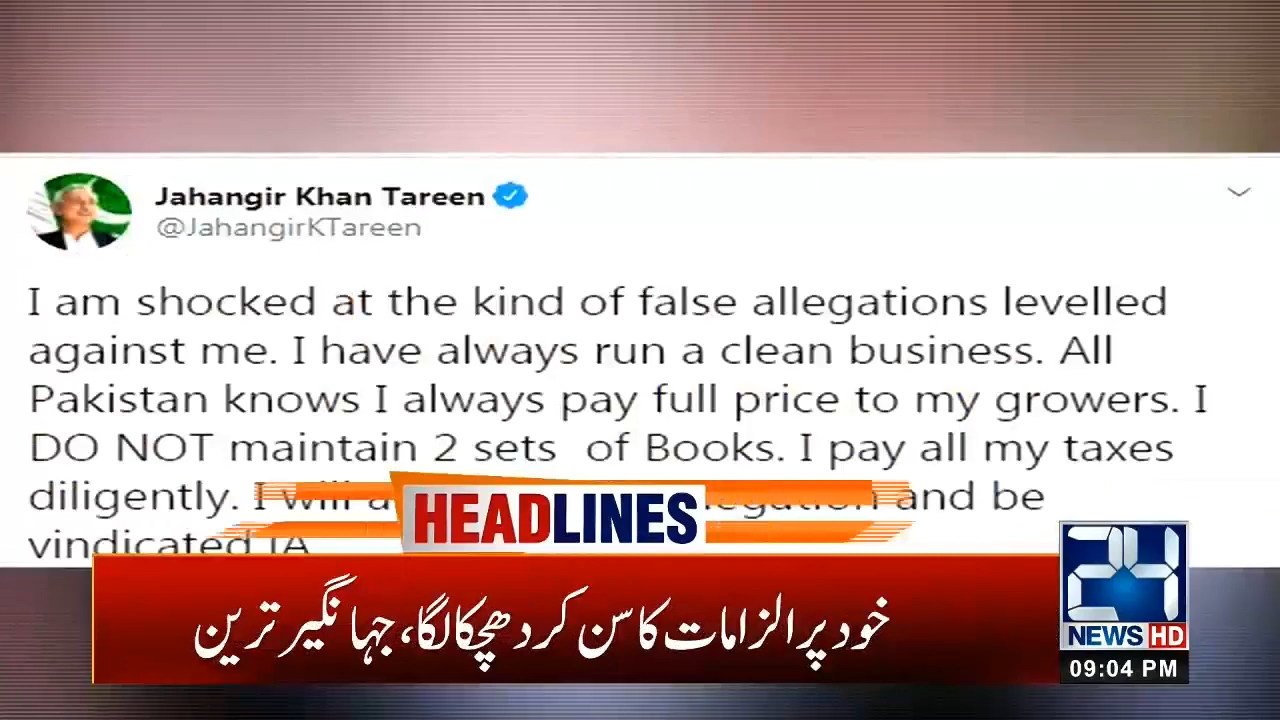 Jahangir Khan Tareen
@JahangirKTareen
I am shocked at the kind of false allegations levelled
against me. I have always run a clean business. All
Pakistan knows I always pay full price to my growers. I
DO NOT maintain 2 sets of Books. I pay all my taxes
diligently. I will and be
vindicated IA
HEADLINES
خود پر الزامات کا سن کر دھچکا لگا، جہانگیر ترین
24
NEWS HD
09:04 PM